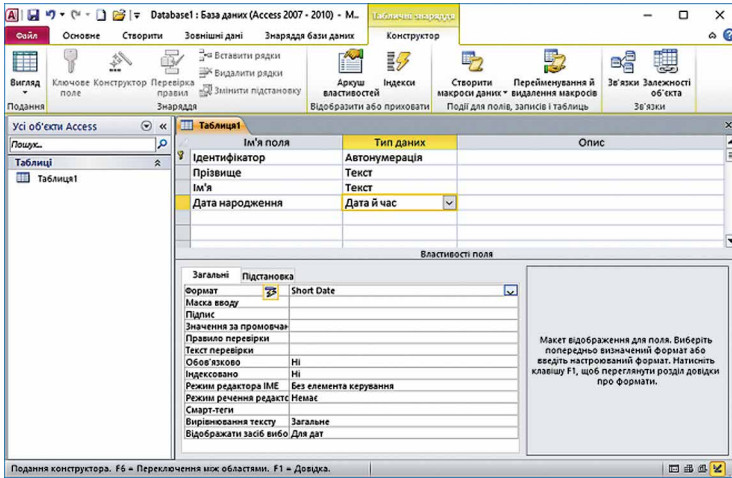 Database1 : База даних (Access 2007 - 2010) - M...
Табличні знаряддя
Файл Основне Створити Зовнішні дані Знаряддя бази даних Конструктор
Вигляд
Ключове поле
Конструктор
Перевірка правил
Вставити рядки
Видалити рядки
Змінити підстановку
Аркуш властивостей
Індекси
Створити макроси даних
Перейменування й видалення макросів
Зв'язки
Залежності об'єкта
Подання Знаряддя Відобразити або приховати Події для полів, записів і таблиць Зв'язки
Усі об'єкти Access
Пошук...
Таблиці
Таблиця1
Таблиця1
Ім'я поля Тип даних Опис
Ідентифікатор Автонумерація
Прізвище Текст
Ім'я Текст
Дата народження Дата й час
Властивості поля
Загальні Підстановка
Формат Short Date
Маска вводу
Підпис
Значення за промовчан
Правило перевірки
Текст перевірки
Обов'язково Ні
Індексовано Ні
Режим редактора IME Без елемента керування
Режим речення редакто Немає
Смарт-теги
Вирівнювання тексту Загальне
Відображати засіб вибо Для дат
Макет відображення для поля. Виберіть
попередньо визначений формат або
введіть настроюваний формат. Натисніть
клавішу F1, щоб переглянути розділ довідки
про формати.
Подання конструктора. F6 = Переключення між областями. F1 = Довідка.